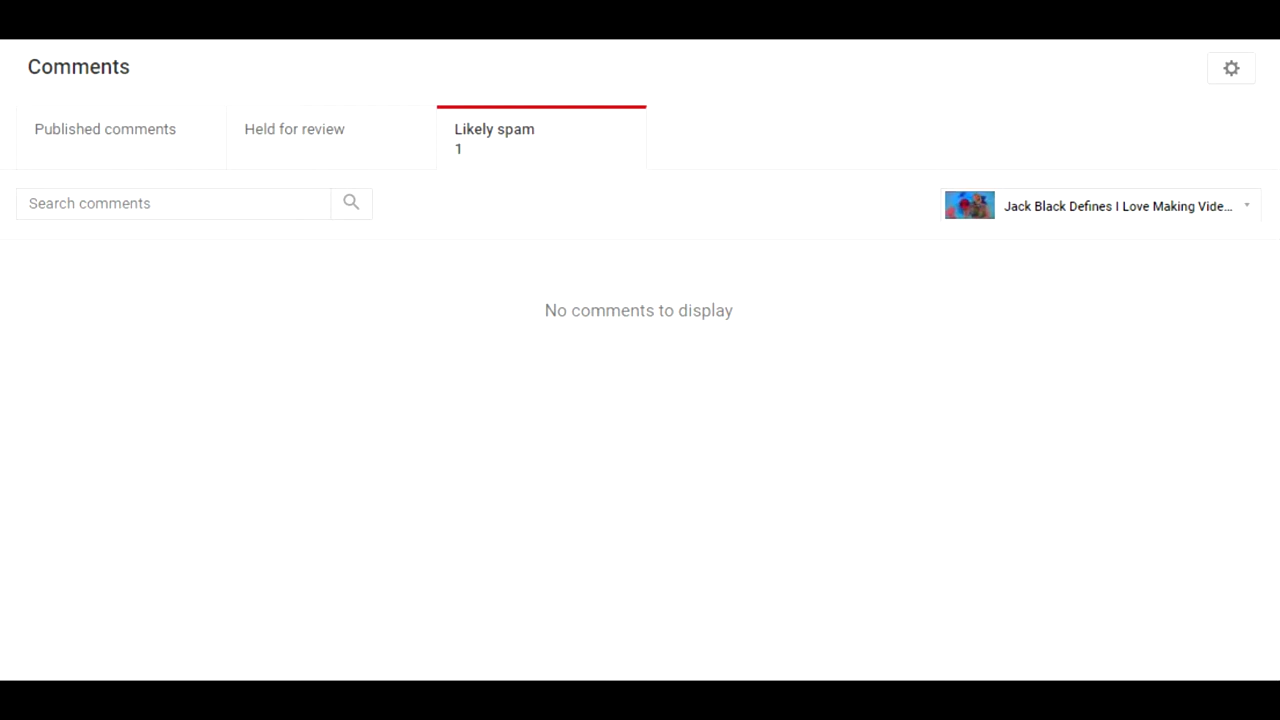 Comments
Published comments
Held for review
Likely spam
1
Search comments
Jack Black Defines I Love Making Vide...
No comments to display